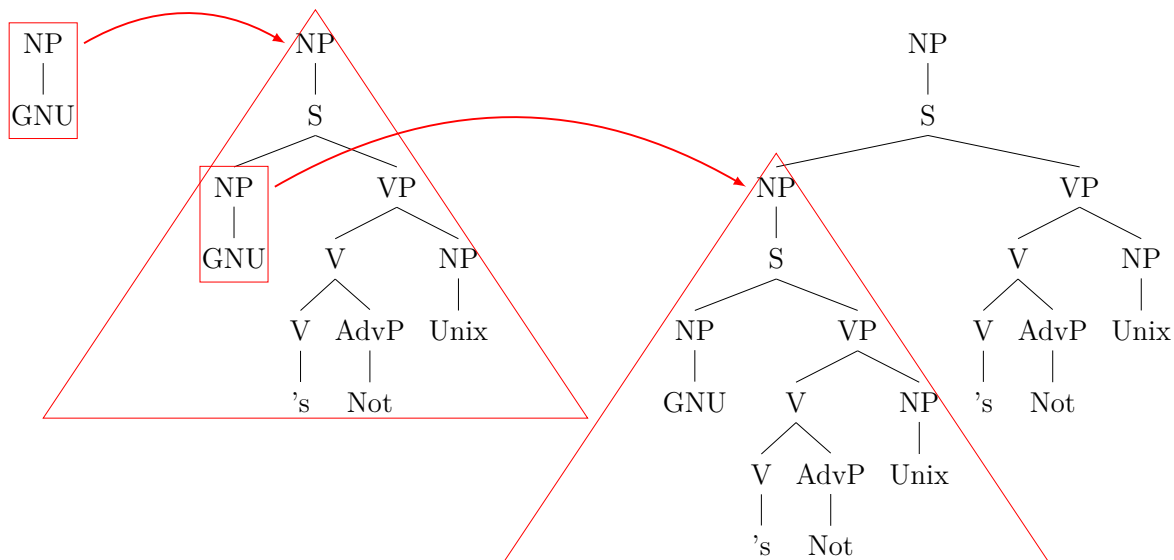 NP NP NP
GNU S S
NP VP NP VP
GNU V NP S V NP
V AdvP Unix NP VP V AdvP Unix
's Not GNU V NP 's Not
V AdvP Unix
's Not